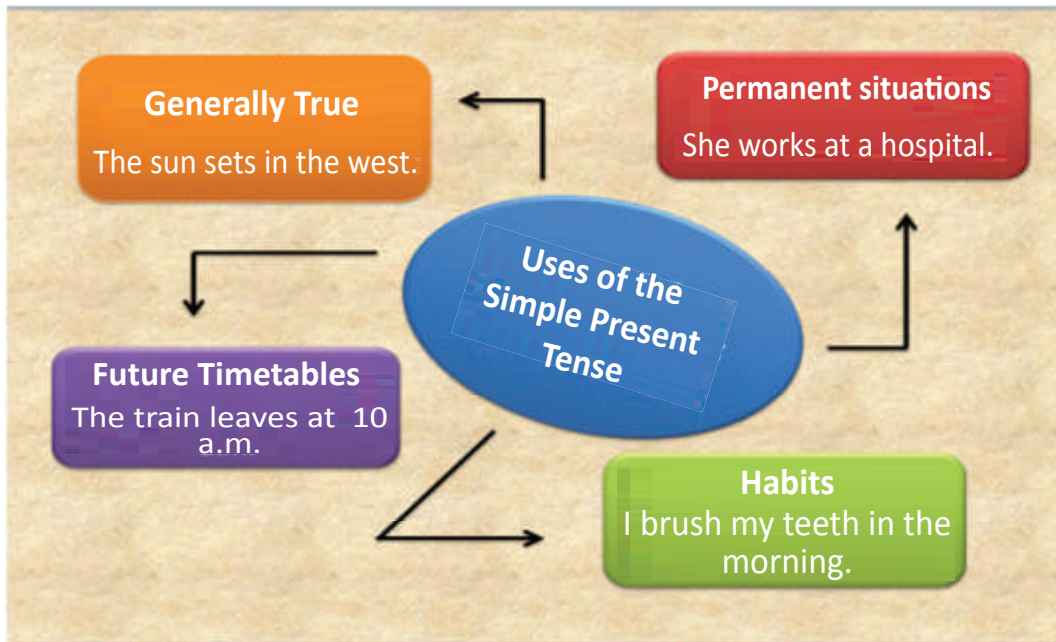 Generally True
The sun sets in the west.
Permanent situations
She works at a hospital.
Uses of the
Simple Present
Tense
Future Timetables
The train leaves at 10
a.m.
Habits
I brush my teeth in the
morning.